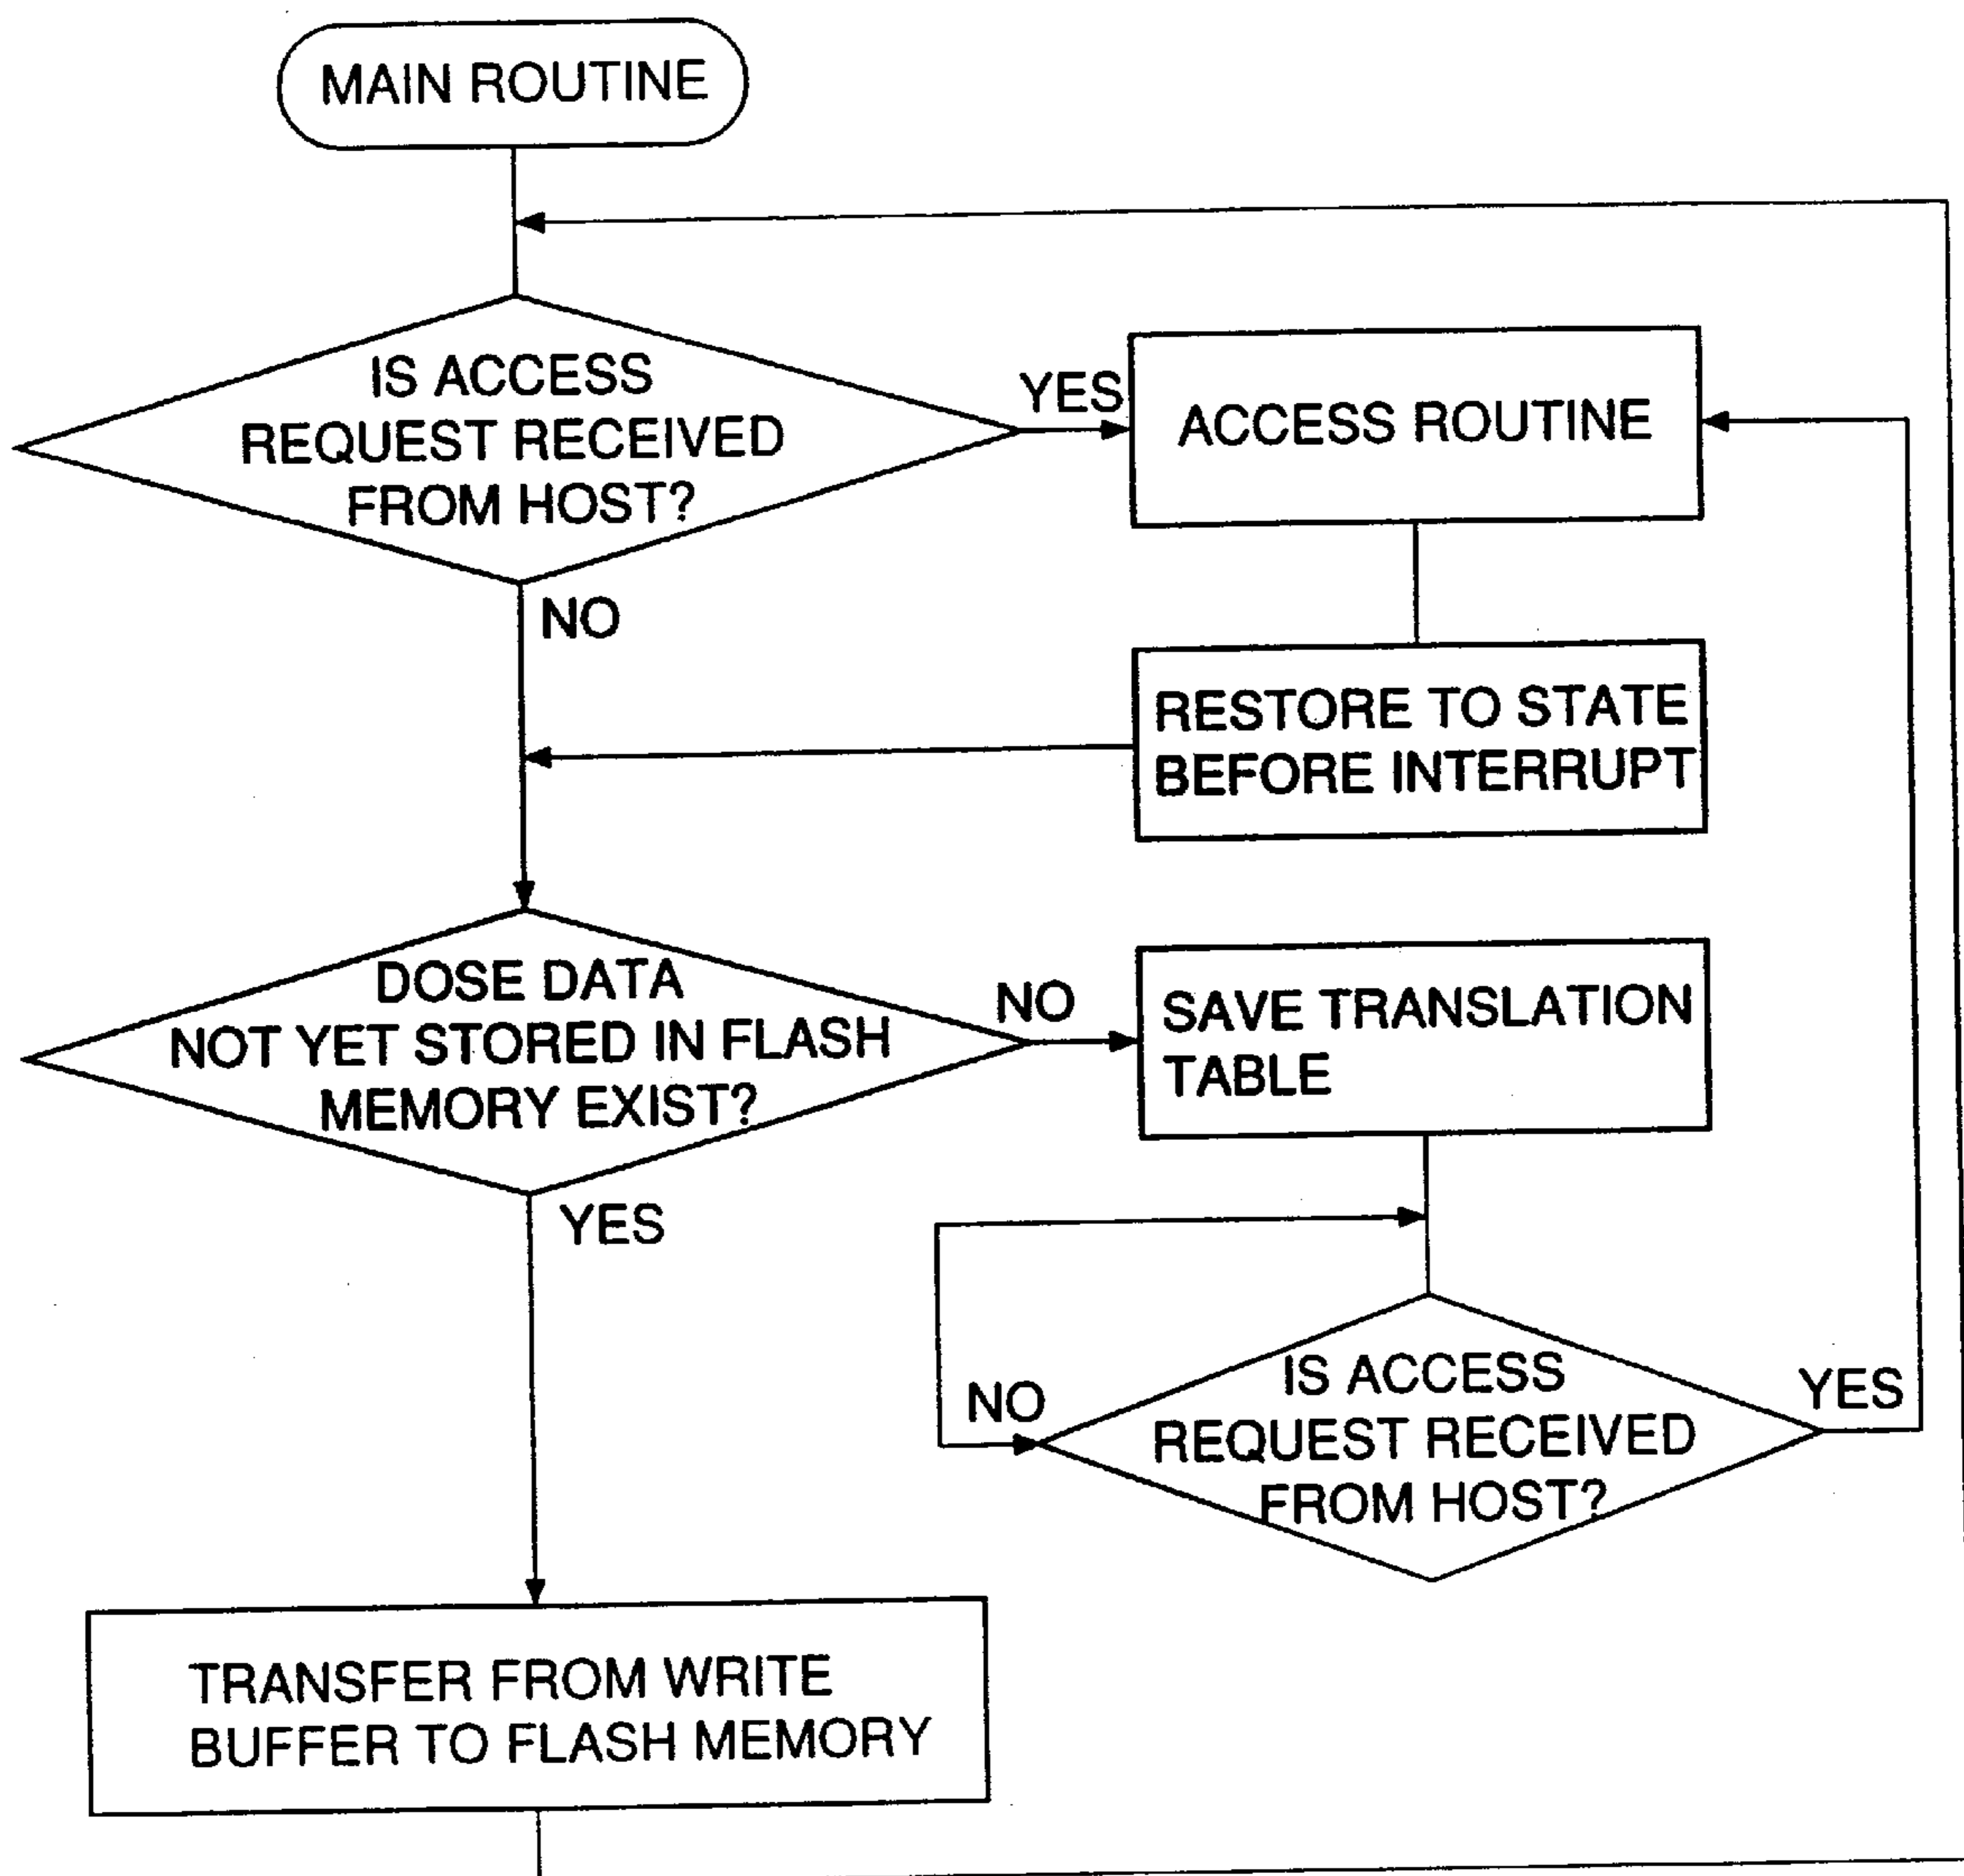 MAIN ROUTINE
IS ACCESS
REQUEST RECEIVED
FROM HOST?
YES
ACCESS ROUTINE
NO
RESTORE TO STATE
BEFORE INTERRUPT
DOSE DATA
NOT YET STORED IN FLASH
MEMORY EXIST?
NO
SAVE TRANSLATION
TABLE
YES
IS ACCESS
REQUEST RECEIVED
FROM HOST?
NO
YES
TRANSFER FROM WRITE
BUFFER TO FLASH MEMORY